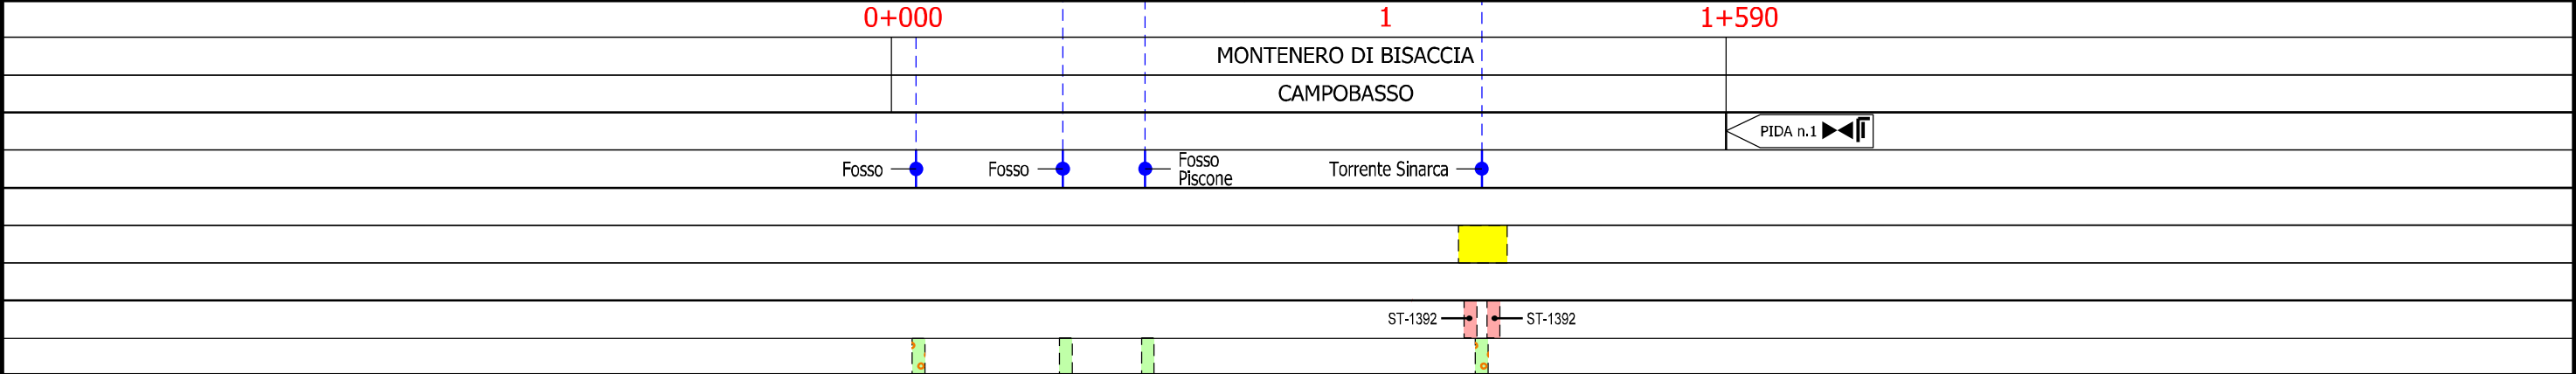 0+000
1
1+590
MONTENERO DI BISACCIA
CAMPOBASSO
PIDA n.1
Fosso
Fosso
Fosso
Piscone
Torrente Sinarca
ST-1392
ST-1392